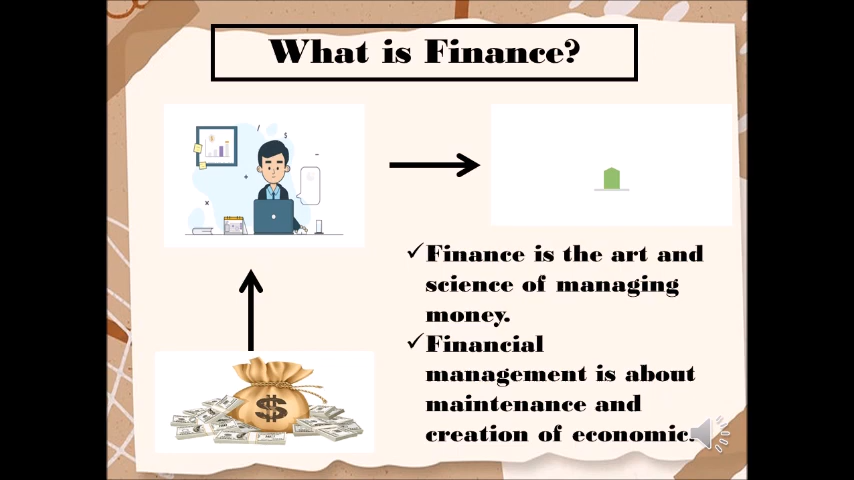 What is Finance?
$
$
✓Finance is the art and
science of managing
money.
✓Financial
management is about
maintenance and
creation of economic.